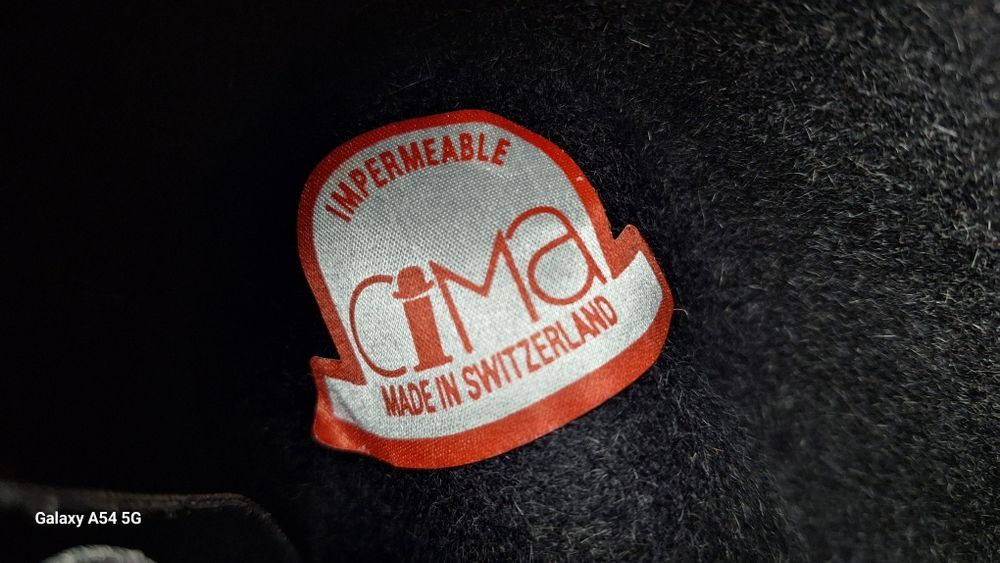 IMPERMEABLE
CiMa
MADE IN SWITZERLAND
Galaxy A54 5G